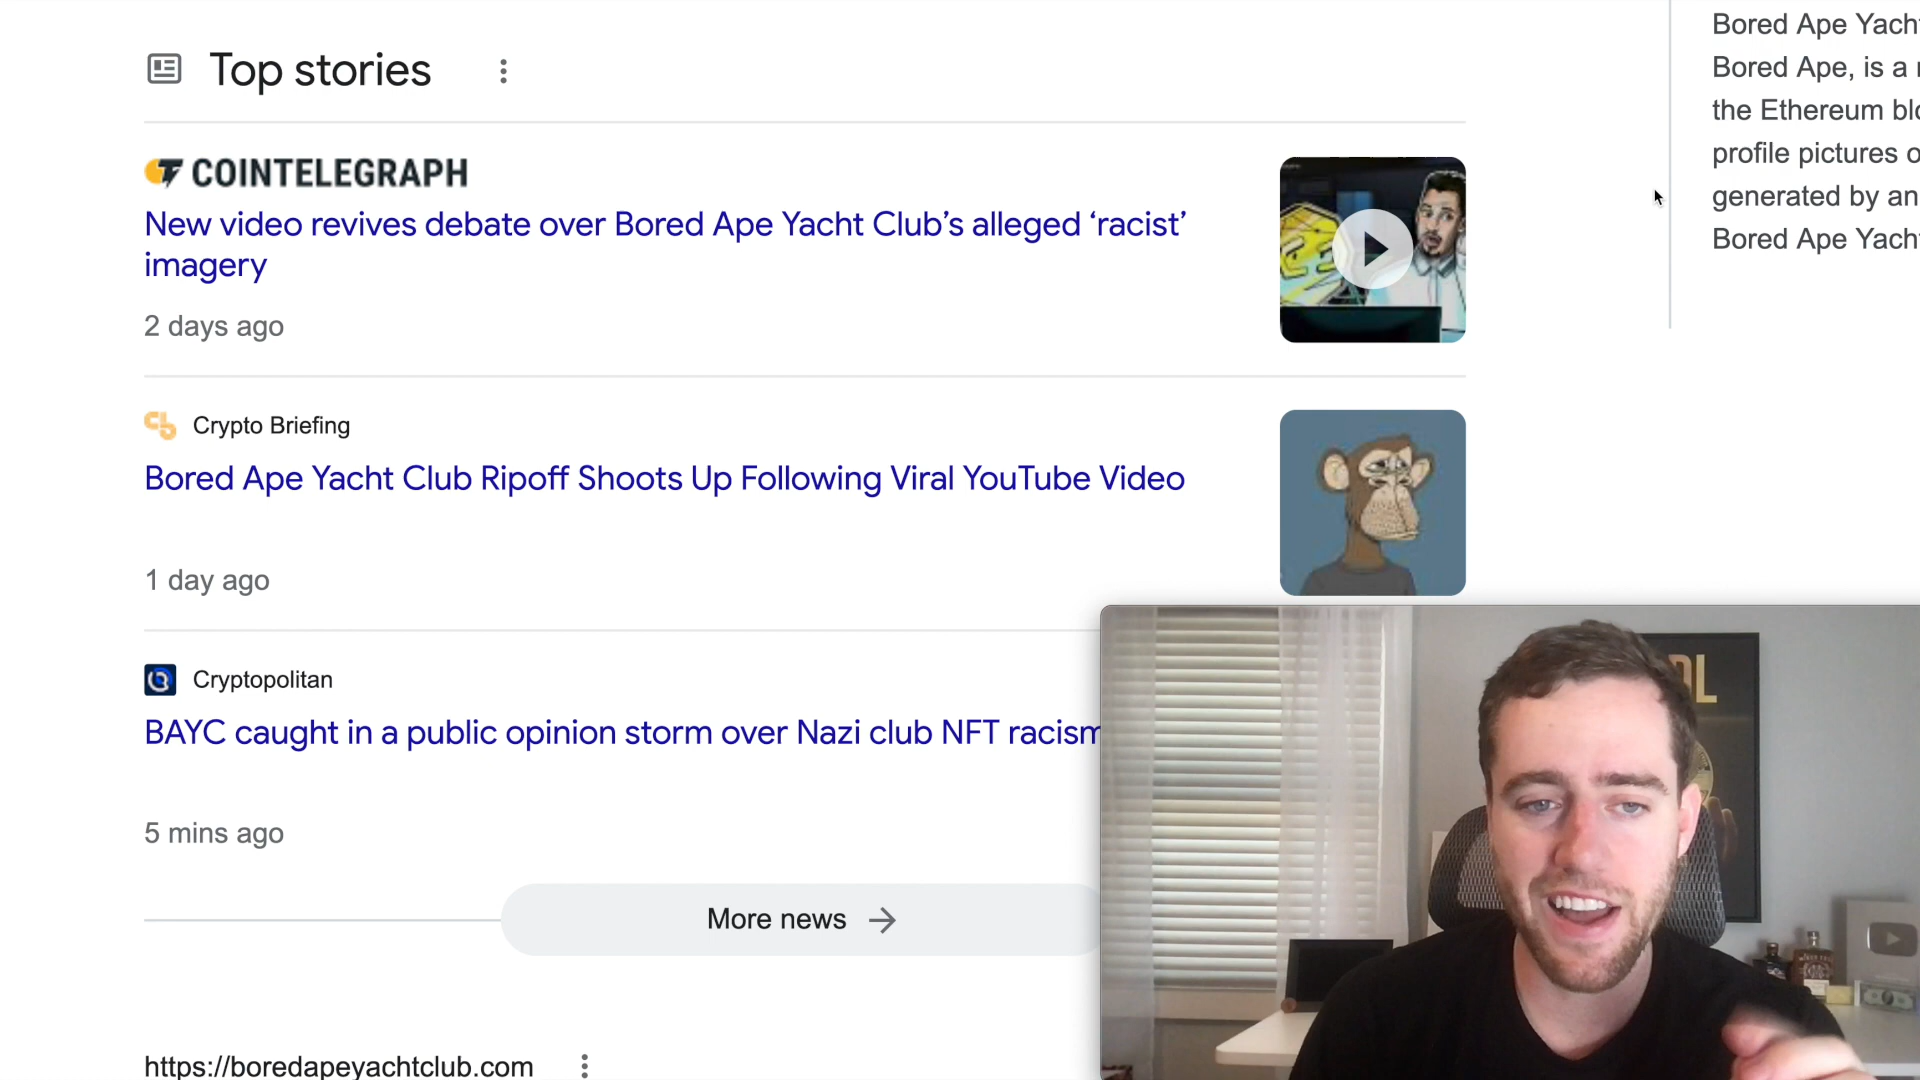 Top stories
COINTELEGRAPH
New video revives debate over Bored Ape Yacht Club’s alleged ‘racist’
imagery
2 days ago
Crypto Briefing
Bored Ape Yacht Club Ripoff Shoots Up Following Viral YouTube Video
1 day ago
Cryptopolitan
BAYC caught in a public opinion storm over Nazi club NFT racism
5 mins ago
More news
https://boredapeyachtclub.com
Bored Ape Yach
Bored Ape, is a
the Ethereum blo
profile pictures o
generated by an
Bored Ape Yach